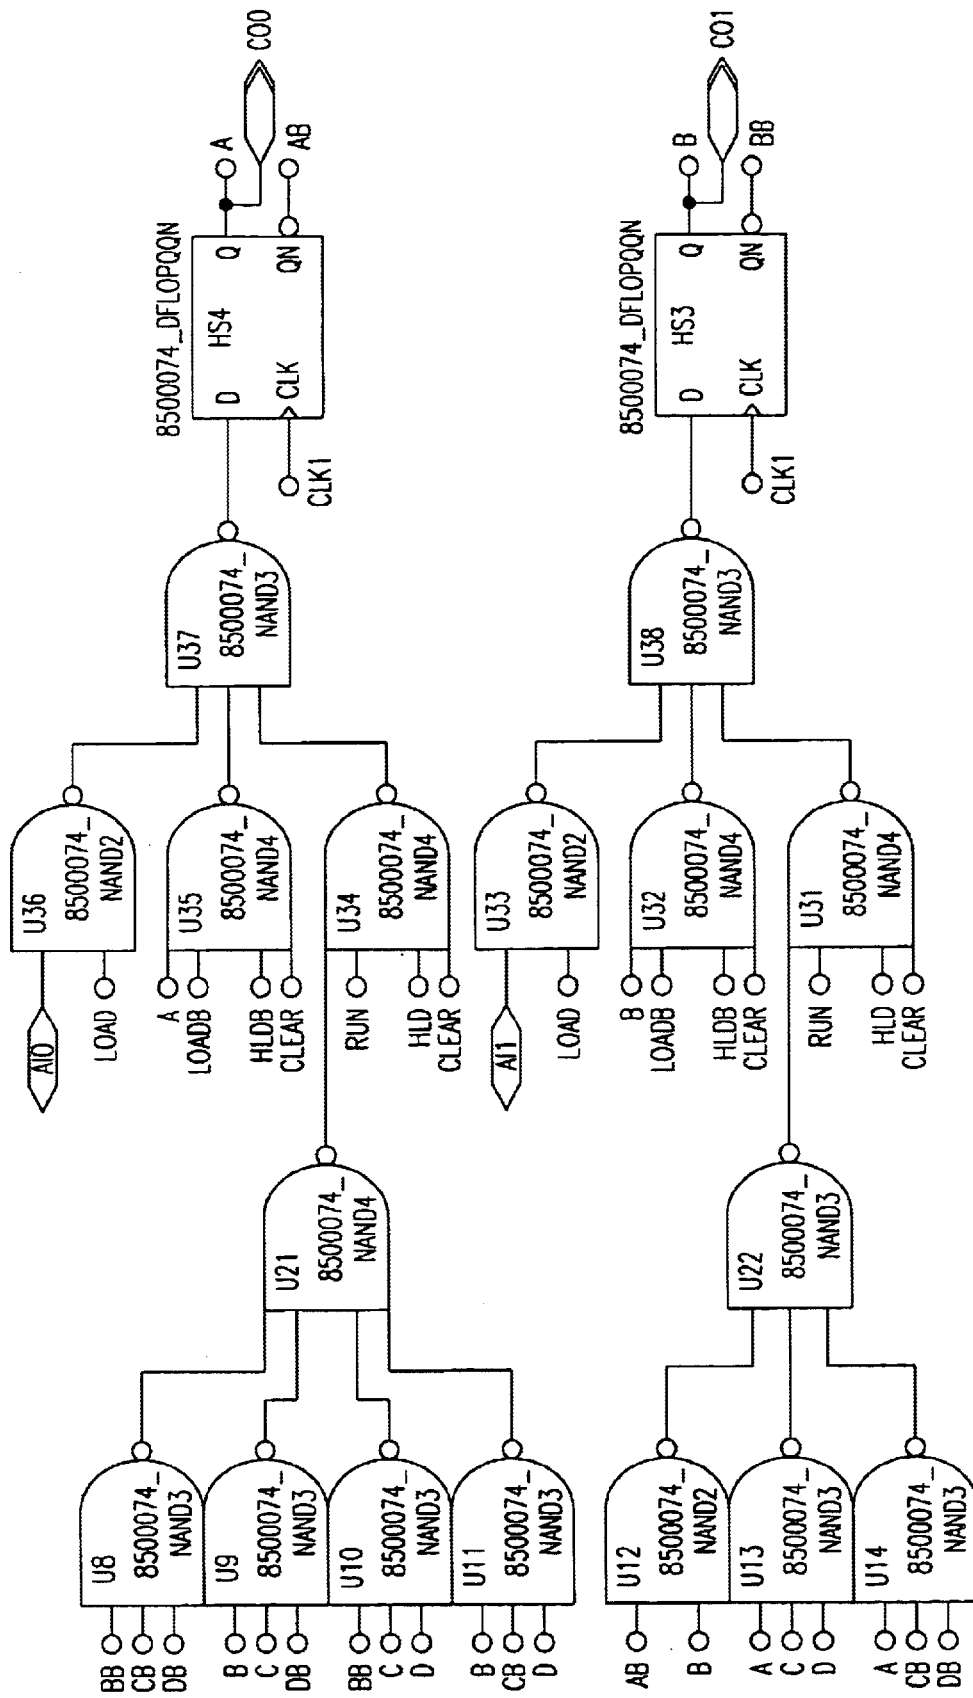 BB
CB
DB
U8
8500074_
NAND3
B
C
DB
U9
8500074_
NAND3
BB
C
D
U10
8500074_
NAND3
B
CB
D
U11
8500074_
NAND3
U21
8500074_
NAND4
AI0
LOAD
U36
8500074_
NAND2
A
LOADB
HLDB
CLEAR
U35
8500074_
NAND4
RUN
HLD
CLEAR
U34
8500074_
NAND4
U37
8500074_
NAND3
8500074_DFLOPQQN
HS4
D
Q
CLK
QN
CLK1
A
AB
CO0
AB
B
U12
8500074_
NAND2
A
C
D
U13
8500074_
NAND3
A
CB
DB
U14
8500074_
NAND3
U22
8500074_
NAND3
AI1
LOAD
U33
8500074_
NAND2
B
LOADB
HLDB
CLEAR
U32
8500074_
NAND4
RUN
HLD
CLEAR
U31
8500074_
NAND4
U38
8500074_
NAND3
8500074_DFLOPQQN
HS3
D
Q
CLK
QN
CLK1
B
BB
CO1